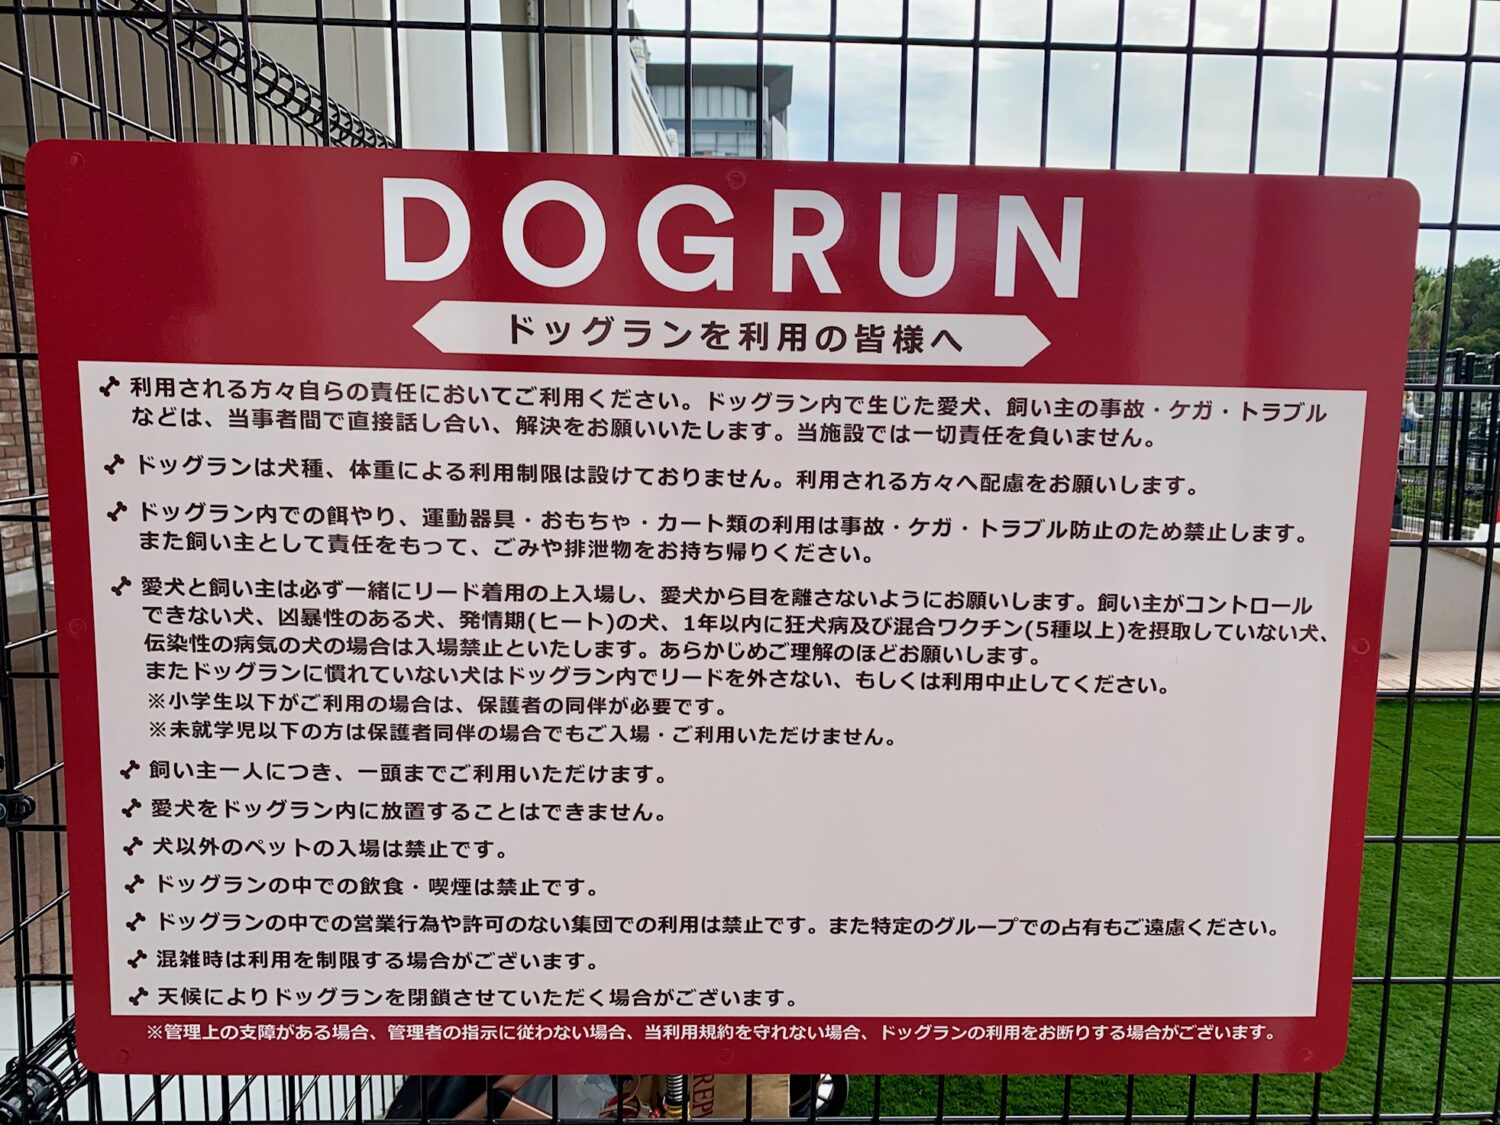 DOGRUN
ドッグランを利用の皆様へ
利用される方々自らの責任においてご利用ください。ドッグラン内で生じた愛犬、飼い主の事故・ケガ・トラブル
などは、当事者間で直接話し合い、解決をお願いいたします。当施設では一切責任を負いません。
ドッグランは犬種、体重による利用制限は設けておりません。利用される方々へ配慮をお願いします。
ドッグラン内での餌やり、運動器具・おもちゃ・カート類の利用は事故・ケガ・トラブル防止のため禁止します。
また飼い主として責任をもって、ごみや排泄物をお持ち帰りください。
愛犬と飼い主は必ず一緒にリード着用の上入場し、愛犬から目を離さないようにお願いします。飼い主がコントロール
できない犬、凶暴性のある犬、発情期(ヒート)の犬、1年以内に狂犬病及び混合ワクチン(5種以上)を摂取していない犬、
伝染性の病気の犬の場合は入場禁止といたします。あらかじめご理解のほどお願いします。
またドッグランに慣れていない犬はドッグラン内でリードを外さない、もしくは利用中止してください。
※小学生以下がご利用の場合は、保護者の同伴が必要です。
※未就学児以下の方は保護者同伴の場合でもご入場・ご利用いただけません。
飼い主一人につき、一頭までご利用いただけます。
愛犬をドッグラン内に放置することはできません。
犬以外のペットの入場は禁止です。
ドッグランの中での飲食・喫煙は禁止です。
ドッグランの中での営業行為や許可のない集団での利用は禁止です。また特定のグループでの占有もご遠慮ください。
混雑時は利用を制限する場合がございます。
天候によりドッグランを閉鎖させていただく場合がございます。
※管理上の支障がある場合、管理者の指示に従わない場合、当利用規約を守れない場合、ドッグランの利用をお断りする場合がございます。